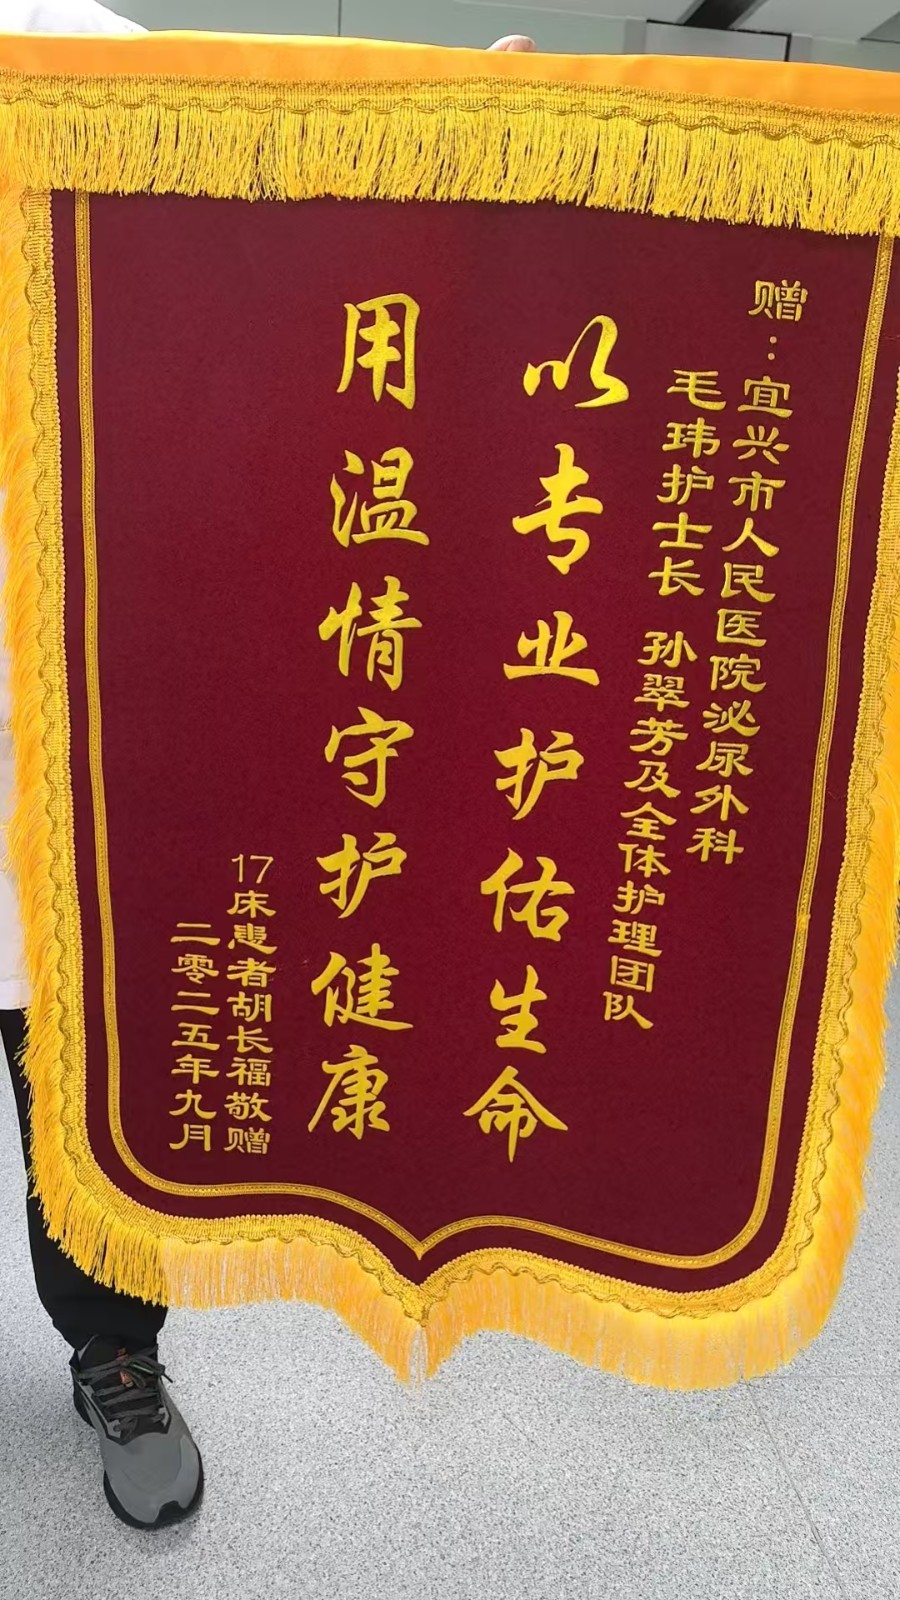 赠：宜兴市人民医院泌尿外科
毛玮护士长 孙翠芳及全体护理团队
以专业护佑生命
用温情守护健康
17床患者胡长福敬赠
二零二五年九月